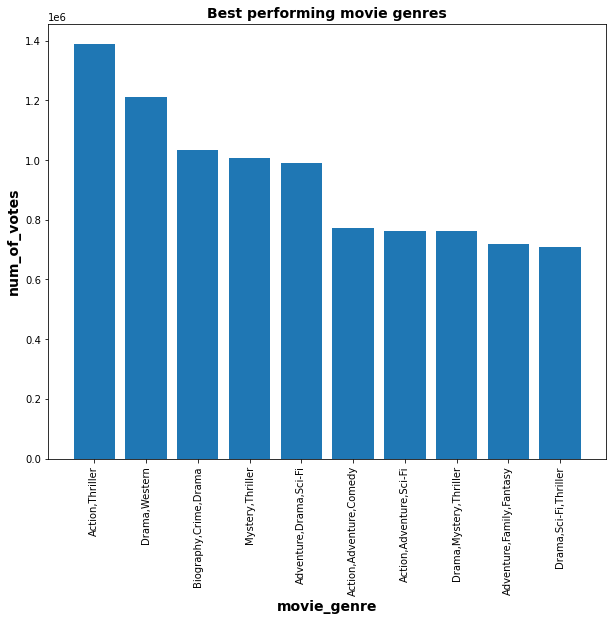 Best performing movie genres
1e6
1.4
1.2
1.0
0.8
0.6
0.4
0.2
0.0
num_of_votes
Action,Thriller
Drama,Western
Biography,Crime,Drama
Mystery,Thriller
Adventure,Drama,Sci-Fi
Action,Adventure,Comedy
Action,Adventure,Sci-Fi
Drama,Mystery,Thriller
Adventure,Family,Fantasy
Drama,Sci-Fi,Thriller
movie_genre